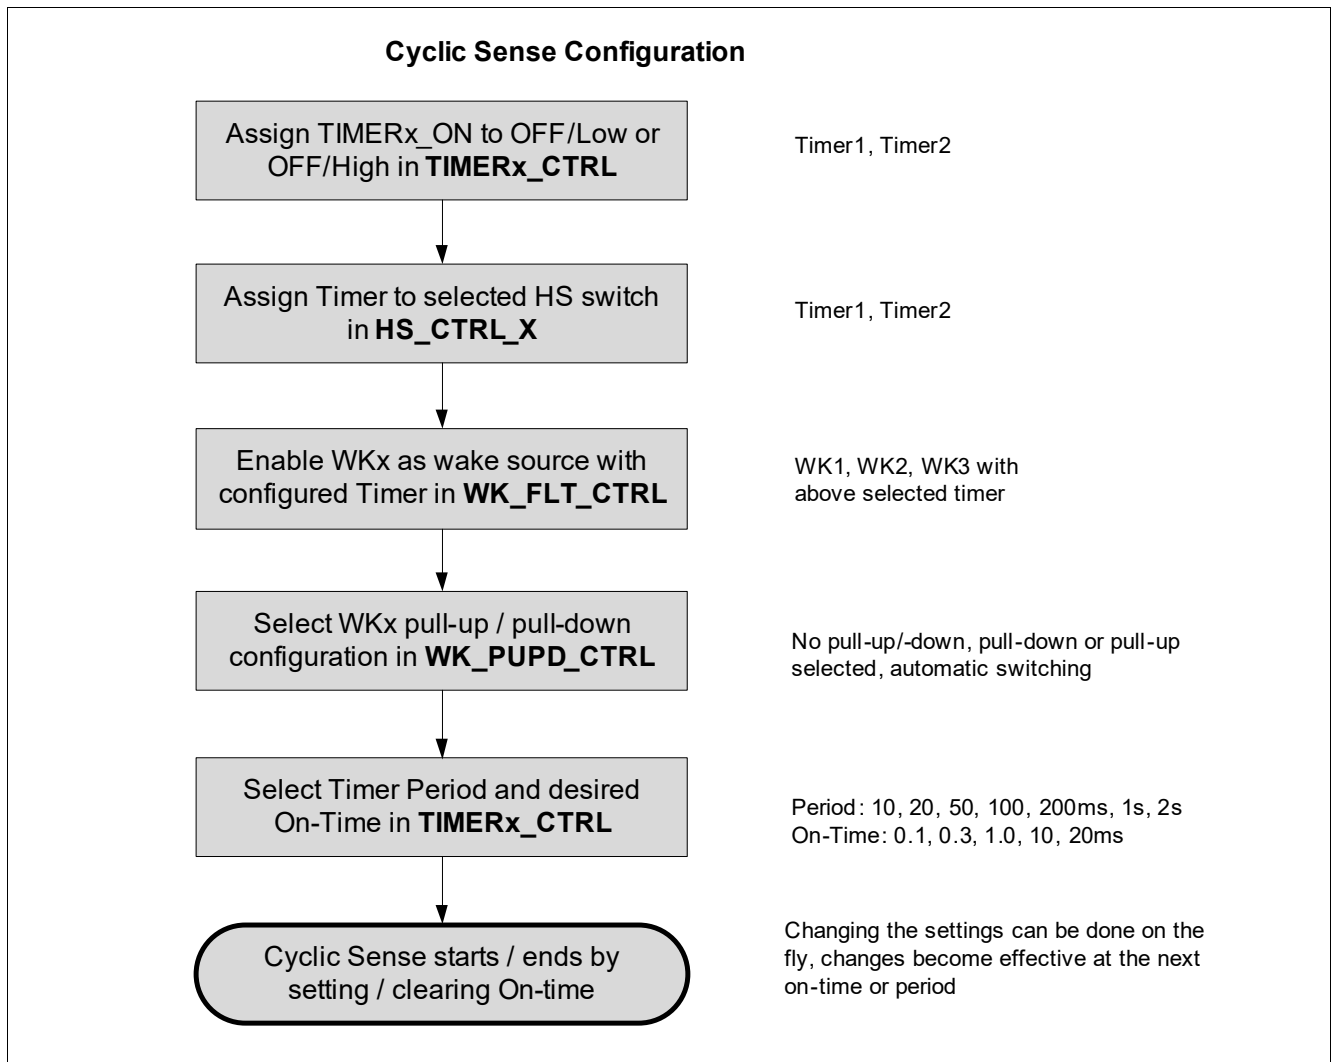 Cyclic Sense Configuration
Assign TIMERx_ON to OFF/Low or
OFF/High in TIMERx_CTRL
Timer1, Timer2
Assign Timer to selected HS switch
in HS_CTRL_X
Timer1, Timer2
Enable WKx as wake source with
configured Timer in WK_FLT_CTRL
WK1, WK2, WK3 with
above selected timer
Select WKx pull-up / pull-down
configuration in WK_PUPD_CTRL
No pull-up/-down, pull-down or pull-up
selected, automatic switching
Select Timer Period and desired
On-Time in TIMERx_CTRL
Period: 10, 20, 50, 100, 200ms, 1s, 2s
On-Time: 0.1, 0.3, 1.0, 10, 20ms
Cyclic Sense starts / ends by
setting / clearing On-time
Changing the settings can be done on the
fly, changes become effective at the next
on-time or period